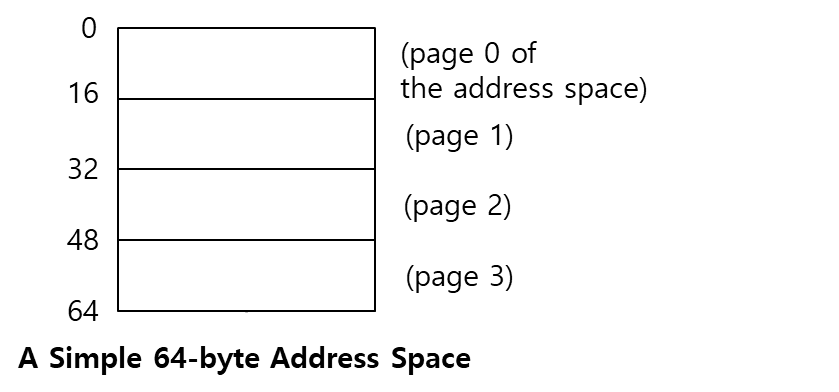 0
(page 0 of
the address space)
16
(page 1)
32
(page 2)
48
(page 3)
64
A Simple 64-byte Address Space